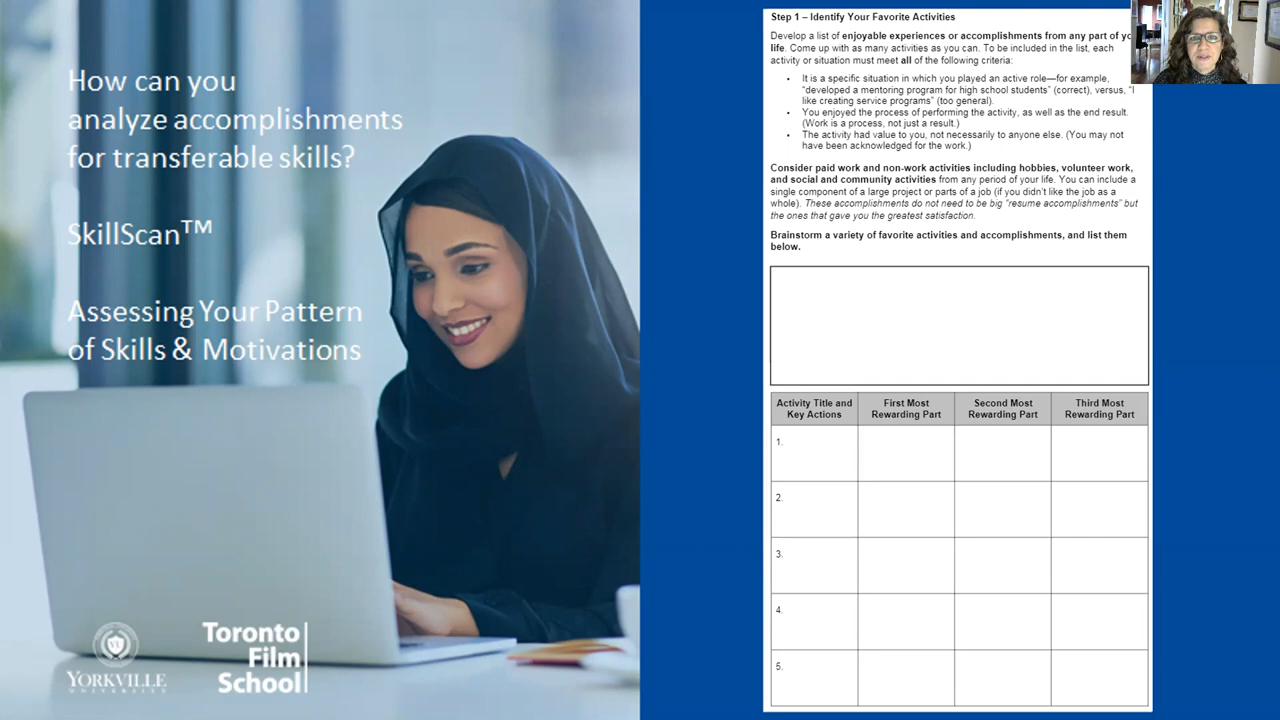 How can you
analyze accomplishments
for transferable skills?
SkillScan™
Assessing Your Pattern
of Skills & Motivations
YORKVILLE
UNIVERSITY
Toronto
Film
School
Step 1 – Identify Your Favorite Activities
Develop a list of enjoyable experiences or accomplishments from any part of
life. Come up with as many activities as you can. To be included in the list, each
activity or situation must meet all of the following criteria:
• It is a specific situation in which you played an active role—for example,
“developed a mentoring program for high school students” (correct), versus, “I
like creating service programs” (too general).
• You enjoyed the process of performing the activity, as well as the end result.
(Work is a process, not just a result.)
• The activity had value to you, not necessarily to anyone else. (You may not
have been acknowledged for the work.)
Consider paid work and non-work activities including hobbies, volunteer work,
and social and community activities from any period of your life. You can include a
single component of a large project or parts of a job (if you didn’t like the job as a
whole). These accomplishments do not need to be big “resume accomplishments” but
the ones that gave you the greatest satisfaction.
Brainstorm a variety of favorite activities and accomplishments, and list them
below.
Activity Title and Key Actions
First Most Rewarding Part
Second Most Rewarding Part
Third Most Rewarding Part
1.
2.
3.
4.
5.